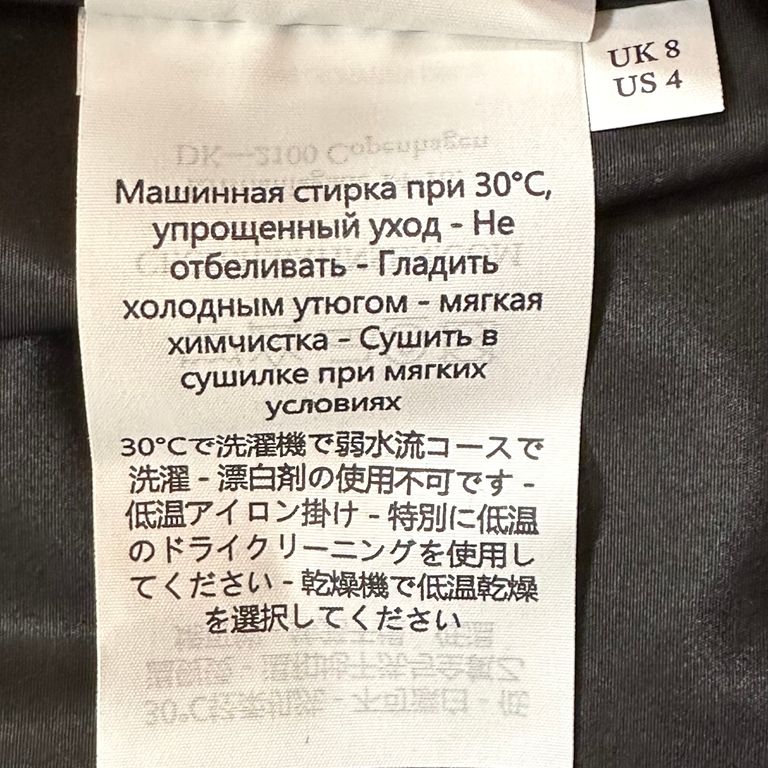 UK 8
US 4
Машинная стирка при 30°C,
упрощенный уход - Не
отбеливать - Гладить
холодным утюгом - мягкая
химчистка - Сушить в
сушилке при мягких
условиях
30°Cで洗濯機で弱水流コースで
洗濯 - 漂白剤の使用不可です -
低温アイロン掛け - 特別に低温
のドライクリーニングを使用し
てください - 乾燥機で低温乾燥
を選択してください